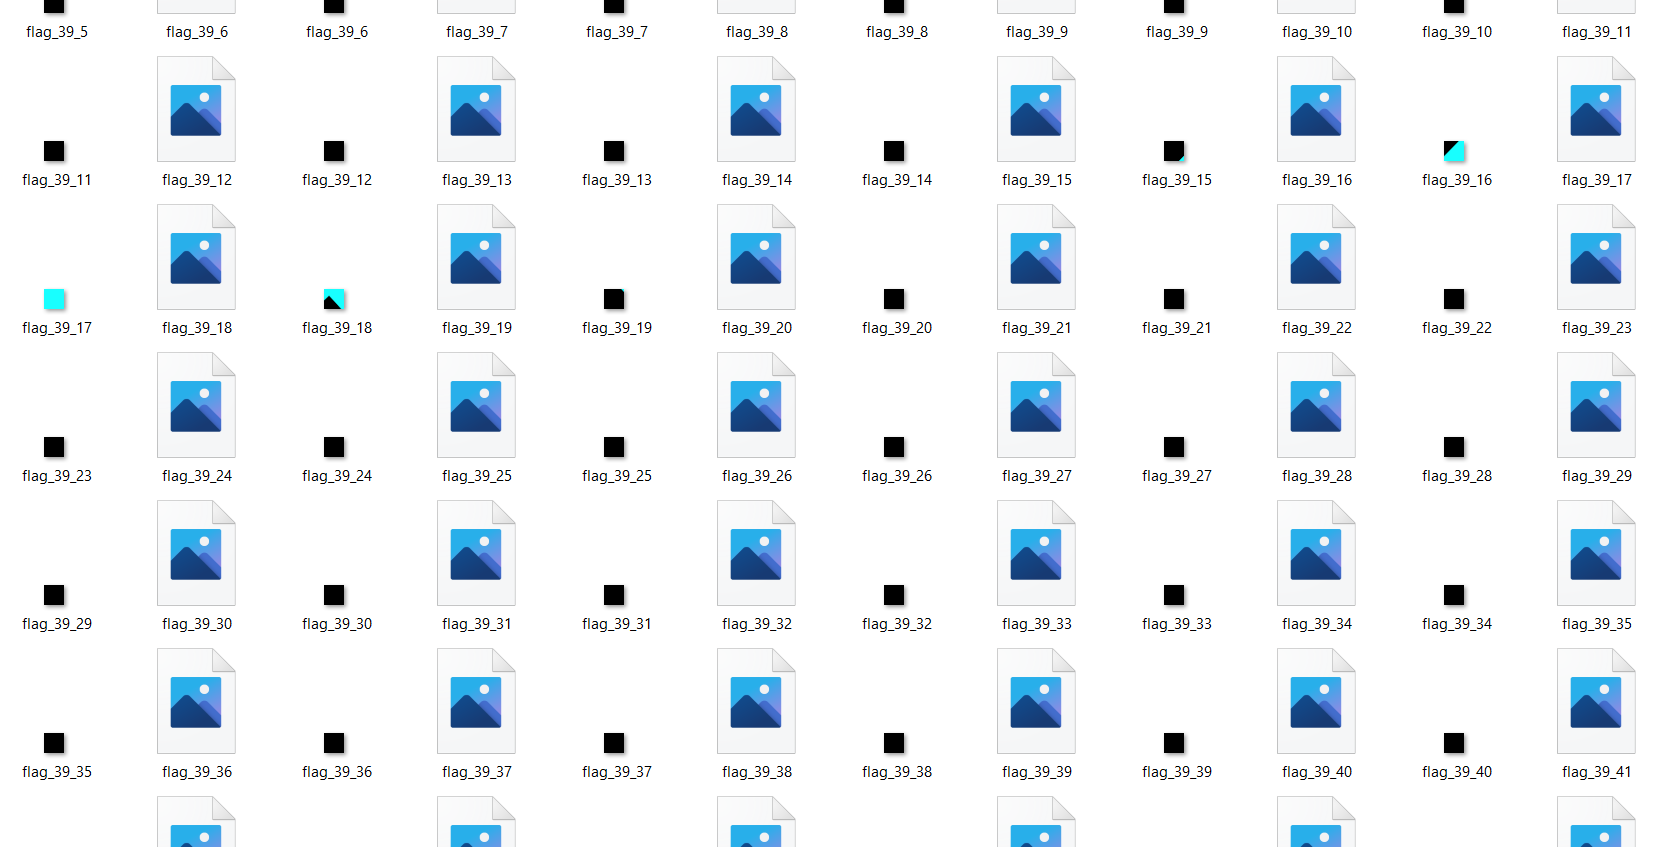 flag_39_5 flag_39_6 flag_39_6 flag_39_7 flag_39_7 flag_39_8 flag_39_8 flag_39_9 flag_39_9 flag_39_10 flag_39_10 flag_39_11
flag_39_11 flag_39_12 flag_39_12 flag_39_13 flag_39_13 flag_39_14 flag_39_14 flag_39_15 flag_39_15 flag_39_16 flag_39_16 flag_39_17
flag_39_17 flag_39_18 flag_39_18 flag_39_19 flag_39_19 flag_39_20 flag_39_20 flag_39_21 flag_39_21 flag_39_22 flag_39_22 flag_39_23
flag_39_23 flag_39_24 flag_39_24 flag_39_25 flag_39_25 flag_39_26 flag_39_26 flag_39_27 flag_39_27 flag_39_28 flag_39_28 flag_39_29
flag_39_29 flag_39_30 flag_39_30 flag_39_31 flag_39_31 flag_39_32 flag_39_32 flag_39_33 flag_39_33 flag_39_34 flag_39_34 flag_39_35
flag_39_35 flag_39_36 flag_39_36 flag_39_37 flag_39_37 flag_39_38 flag_39_38 flag_39_39 flag_39_39 flag_39_40 flag_39_40 flag_39_41